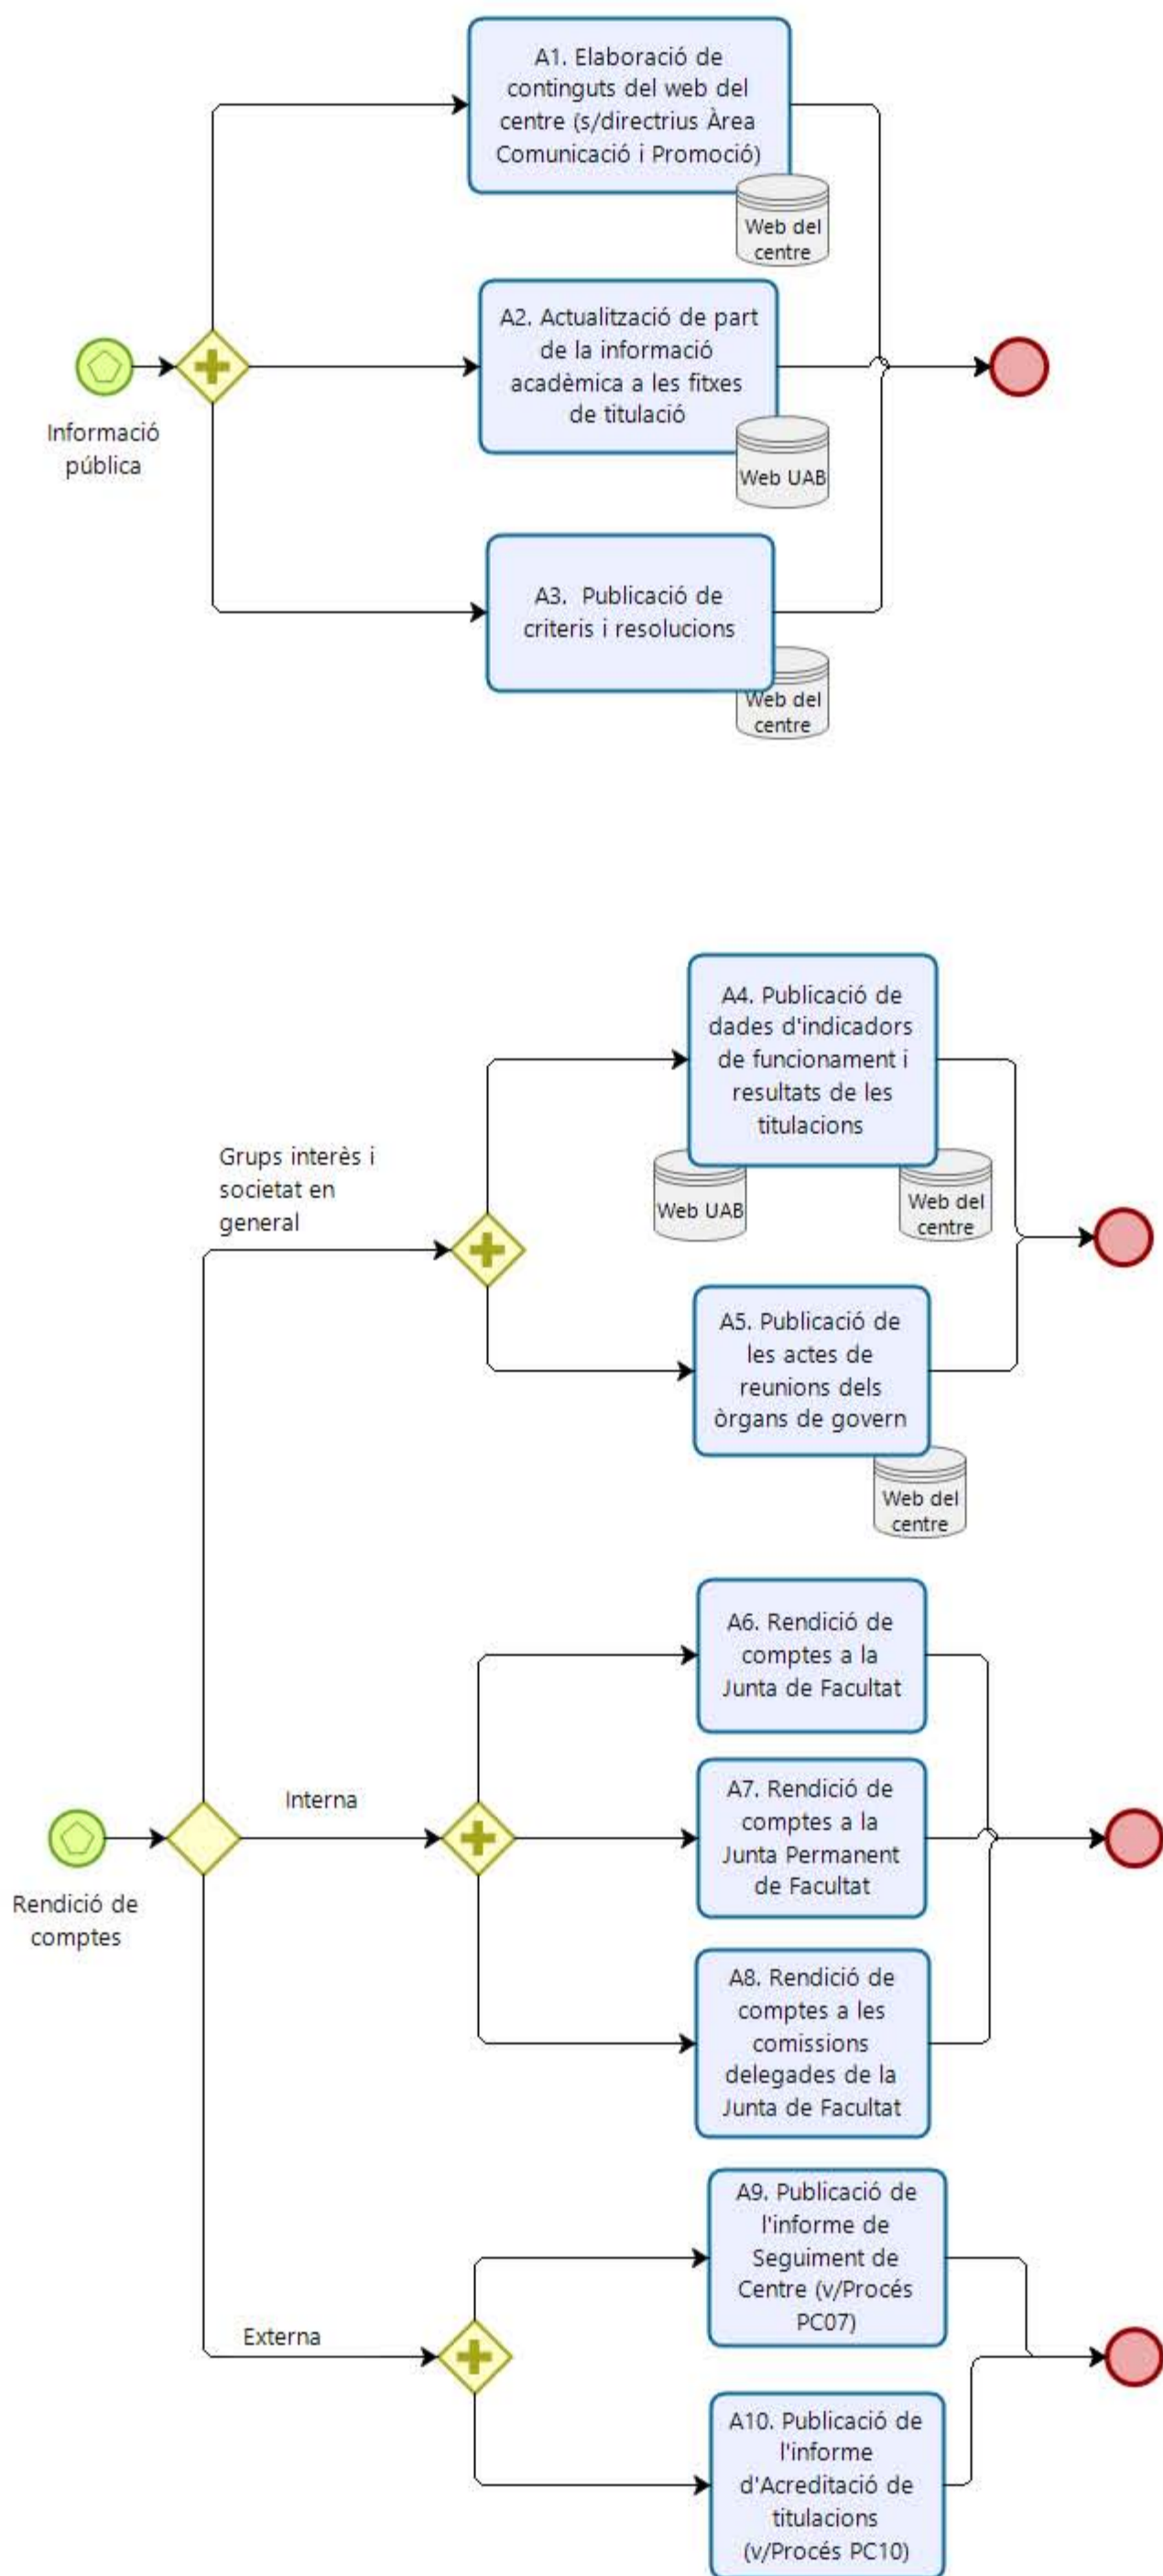 A1. Elaboració de
continguts del web del
centre (s/directrius Àrea
Comunicació i Promoció)
Web del
centre
A2. Actualització de part
de la informació
acadèmica a les fitxes
de titulació
Web UAB
Informació
pública
A3.  Publicació de
criteris i resolucions
Web del
centre
A4. Publicació de
dades d'indicadors
de funcionament i
resultats de les
titulacions
Web UAB
Web del
centre
Grups interès i
societat en
general
A5. Publicació de
les actes de
reunions dels
òrgans de govern
Web del
centre
A6. Rendició de
comptes a la
Junta de Facultat
Interna
A7. Rendició de
comptes a la
Junta Permanent
de Facultat
Rendició de
comptes
A8. Rendició de
comptes a les
comissions
delegades de la
Junta de Facultat
A9. Publicació de
l'informe de
Seguiment de
Centre (v/Procés
PC07)
Externa
A10. Publicació de
l'informe
d'Acreditació de
titulacions
(v/Procés PC10)